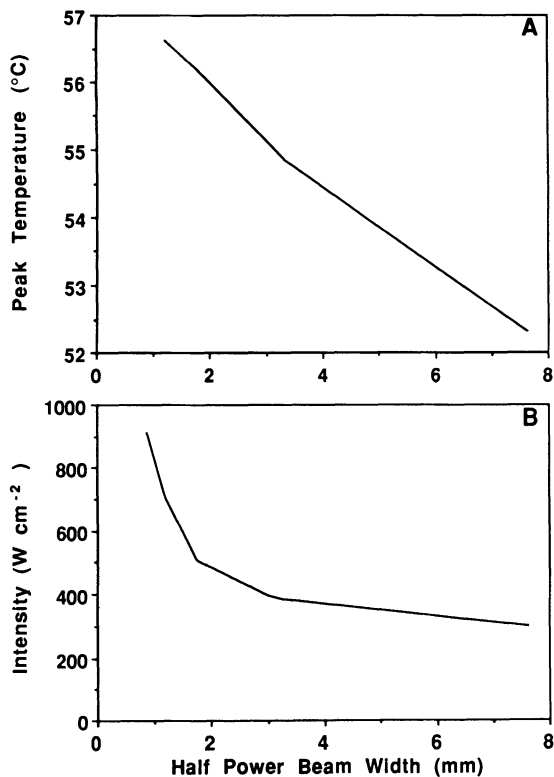 A
57
56
55
54
53
52
Peak Temperature (°C)
0 2 4 6 8
B
1000
800
600
400
200
0
Intensity (W cm⁻²)
0 2 4 6 8
Half Power Beam Width (mm)